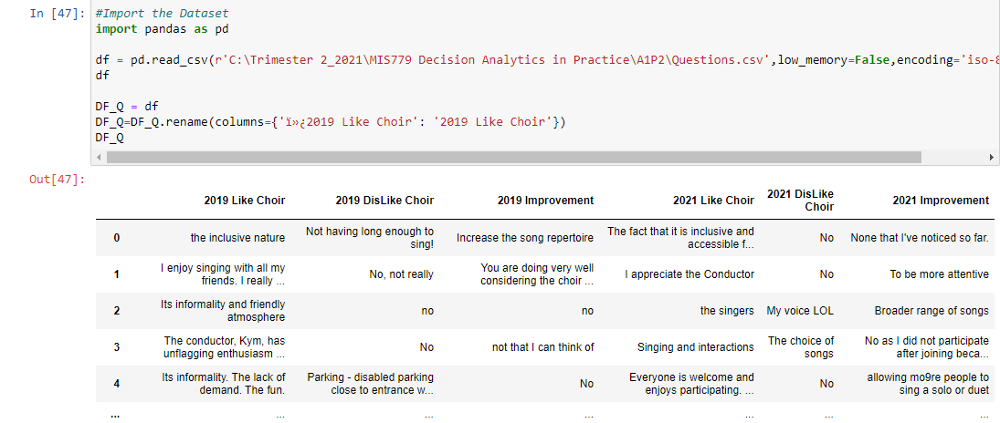 In [47]: #Import the Dataset
import pandas as pd
df = pd.read_csv(r'C:\Trimester 2_2021\MIS779 Decision Analytics in Practice\A1P2\Questions.csv',low_memory=False,encoding='iso-8
df
DF_Q = df
DF_Q=DF_Q.rename(columns={'ï»¿2019 Like Choir': '2019 Like Choir'})
DF_Q
Out[47]:
2019 Like Choir 2019 DisLike Choir 2019 Improvement 2021 Like Choir 2021 DisLike Choir 2021 Improvement
0 the inclusive nature Not having long enough to sing! Increase the song repertoire The fact that it is inclusive and accessible f... No None that I've noticed so far.
1 I enjoy singing with all my friends. I really ... No, not really You are doing very well considering the choir ... I appreciate the Conductor No To be more attentive
2 Its informality and friendly atmosphere no no the singers My voice LOL Broader range of songs
3 The conductor, Kym, has unflagging enthusiasm ... No not that I can think of Singing and interactions The choice of songs No as I did not participate after joining beca...
4 Its informality. The lack of demand. The fun. Parking - disabled parking close to entrance w... No Everyone is welcome and enjoys participating. ... No allowing mo9re people to sing a solo or duet
... ... ... ... ... ... ...